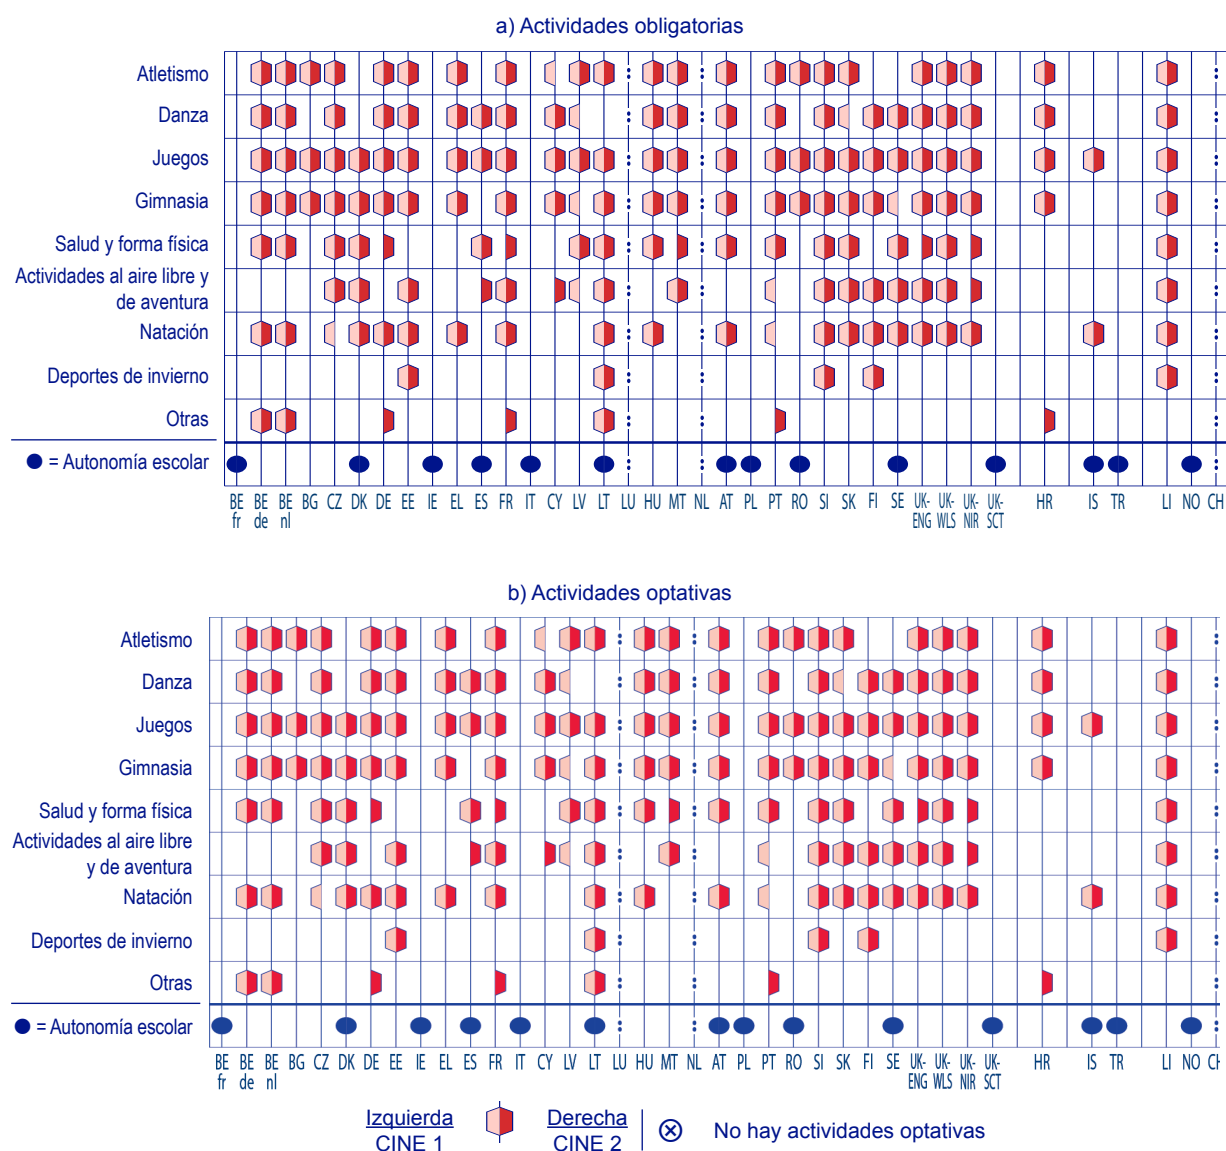 a) Actividades obligatorias
Atletismo
Danza
Juegos
Gimnasia
Salud y forma física
Actividades al aire libre y
de aventura
Natación
Deportes de invierno
Otras
= Autonomía escolar
BE fr BE de BE nl BG CZ DK DE EE IE EL ES FR IT CY LV LT LU HU MT NL AT PL PT RO SI SK FI SE UK-ENG UK-WLS UK-NIR UK-SCT HR IS TR LI NO CH
b) Actividades optativas
Atletismo
Danza
Juegos
Gimnasia
Salud y forma física
Actividades al aire libre
y de aventura
Natación
Deportes de invierno
Otras
= Autonomía escolar
BE fr BE de BE nl BG CZ DK DE EE IE EL ES FR IT CY LV LT LU HU MT NL AT PL PT RO SI SK FI SE UK-ENG UK-WLS UK-NIR UK-SCT HR IS TR LI NO CH
Izquierda Derecha
CINE 1 CINE 2 No hay actividades optativas